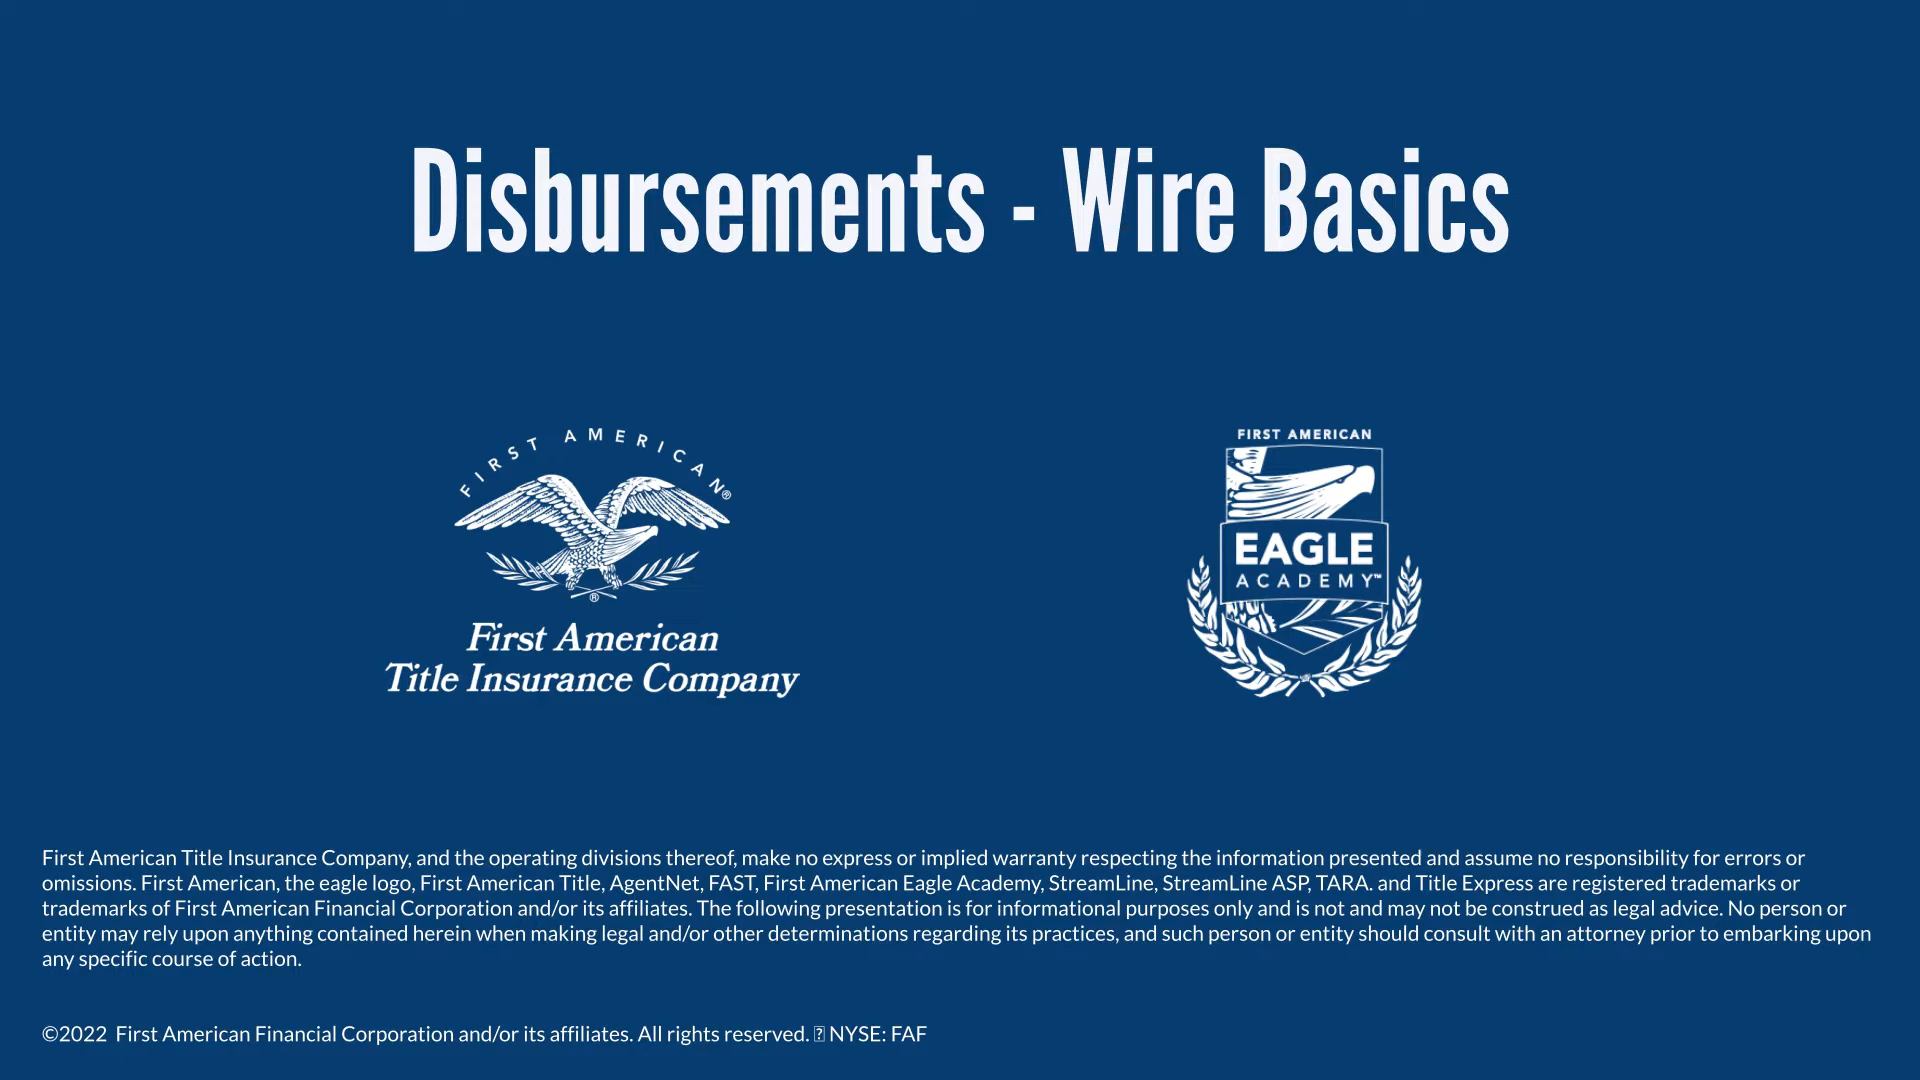 Disbursements - Wire Basics
FIRST AMERICAN®
®
First American
Title Insurance Company
FIRST AMERICAN
EAGLE
ACADEMY™
First American Title Insurance Company, and the operating divisions thereof, make no express or implied warranty respecting the information presented and assume no responsibility for errors or
omissions. First American, the eagle logo, First American Title, AgentNet, FAST, First American Eagle Academy, StreamLine, StreamLine ASP, TARA. and Title Express are registered trademarks or
trademarks of First American Financial Corporation and/or its affiliates. The following presentation is for informational purposes only and is not and may not be construed as legal advice. No person or
entity may rely upon anything contained herein when making legal and/or other determinations regarding its practices, and such person or entity should consult with an attorney prior to embarking upon
any specific course of action.
©2022 First American Financial Corporation and/or its affiliates. All rights reserved. 🯄 NYSE: FAF